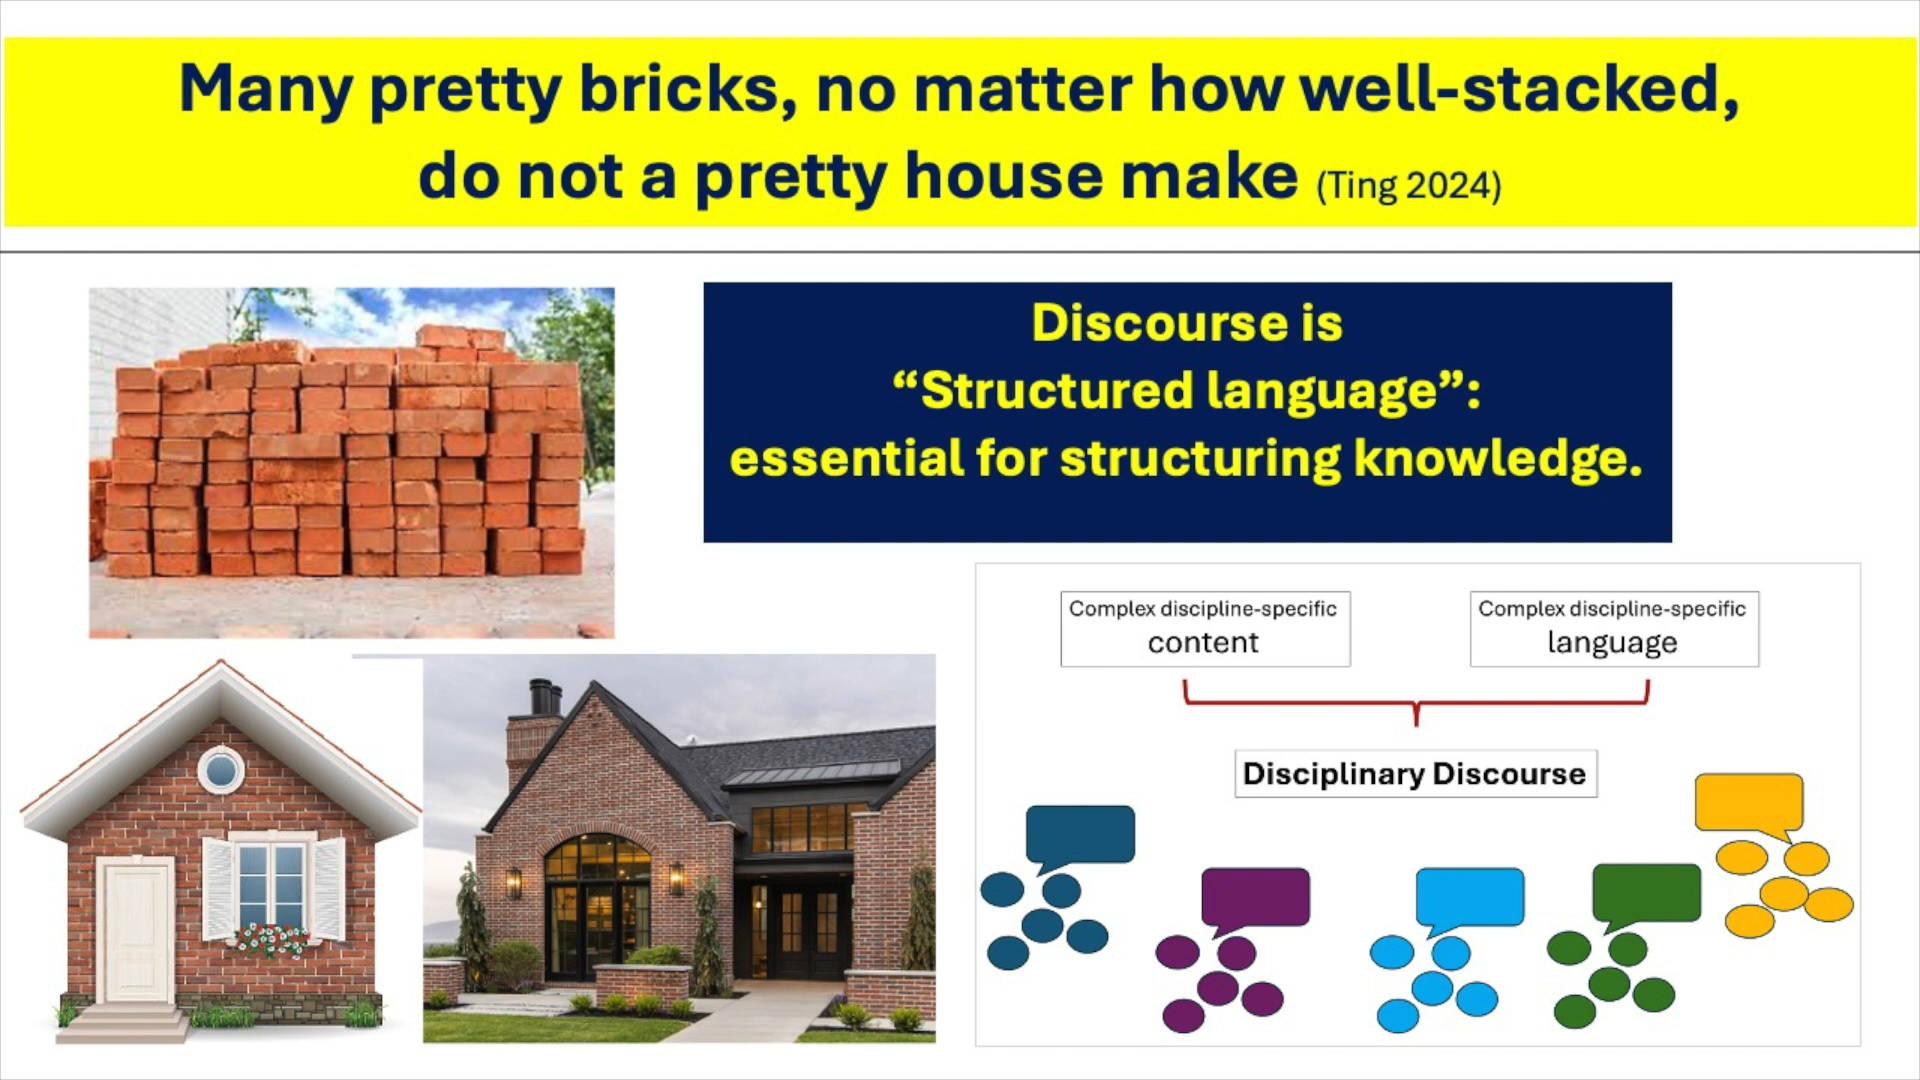 Many pretty bricks, no matter how well-stacked,
do not a pretty house make (Ting 2024)
Discourse is
“Structured language”:
essential for structuring knowledge.
Complex discipline-specific
content
Complex discipline-specific
language
Disciplinary Discourse